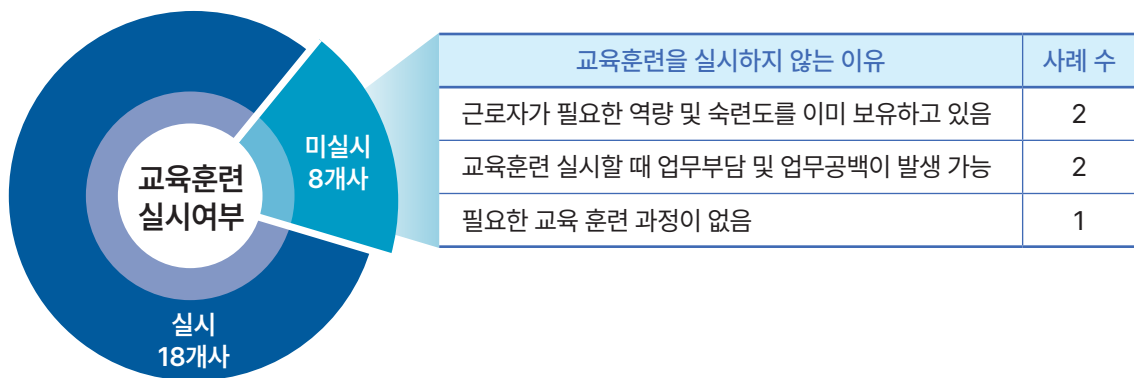 교육훈련
실시여부
미실시
8개사
실시
18개사
교육훈련을 실시하지 않는 이유 사례 수
근로자가 필요한 역량 및 숙련도를 이미 보유하고 있음 2
교육훈련 실시할 때 업무부담 및 업무공백이 발생 가능 2
필요한 교육 훈련 과정이 없음 1